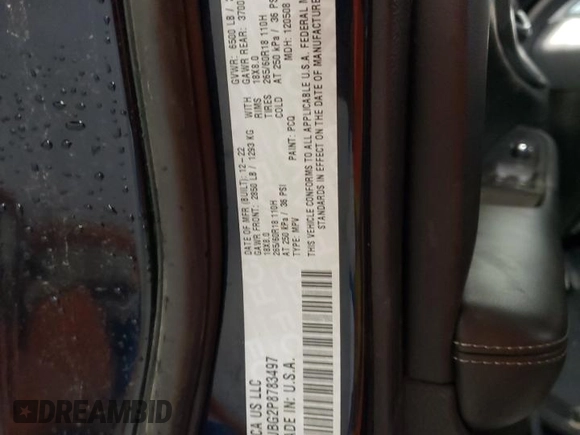 CA US LLC
DATE OF MFR (BUILT): 12-22
GVWR: 6500 LB /
GAWR FRONT: 2850 LB / 1293 KG
WITH
GAWR REAR: 3700
18X8.0
RIMS
18X8.0
265/60R18 110H
TIRES
265/60R18 110H
AT 250 kPa / 36 PSI
COLD
AT 250 kPa / 36 PSI
TYPE: MPV
PAINT: PCQ
MDH: 120508
THIS VEHICLE CONFORMS TO ALL APPLICABLE U.S.A. FEDERAL
STANDARDS IN EFFECT ON THE DATE OF MANUFACTURE
JBG2P8783497
MADE IN U.S.A.
DREAMBID